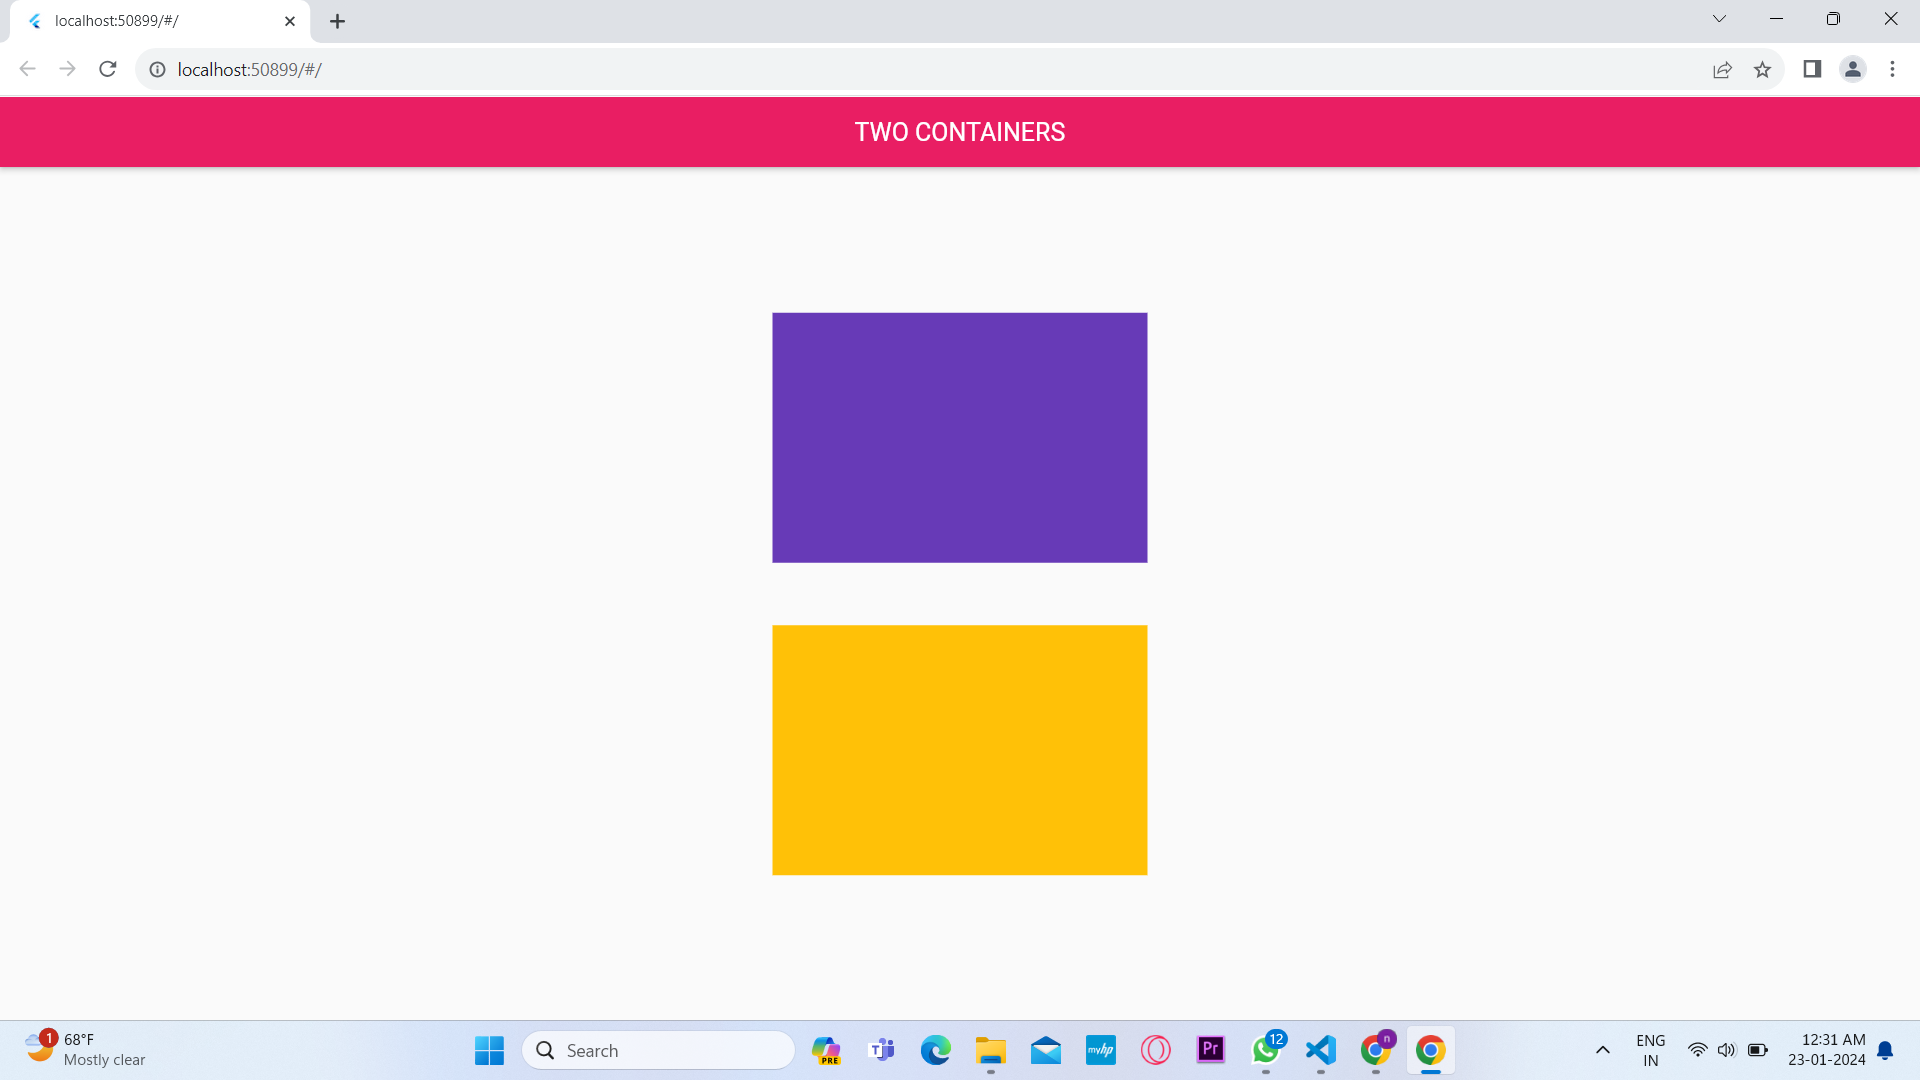 localhost:50899/#/
localhost:50899/#/
TWO CONTAINERS
1
68°F
Mostly clear
Search
PRE
T
myhp
Pr
12
n
ENG
IN
12:31 AM
23-01-2024